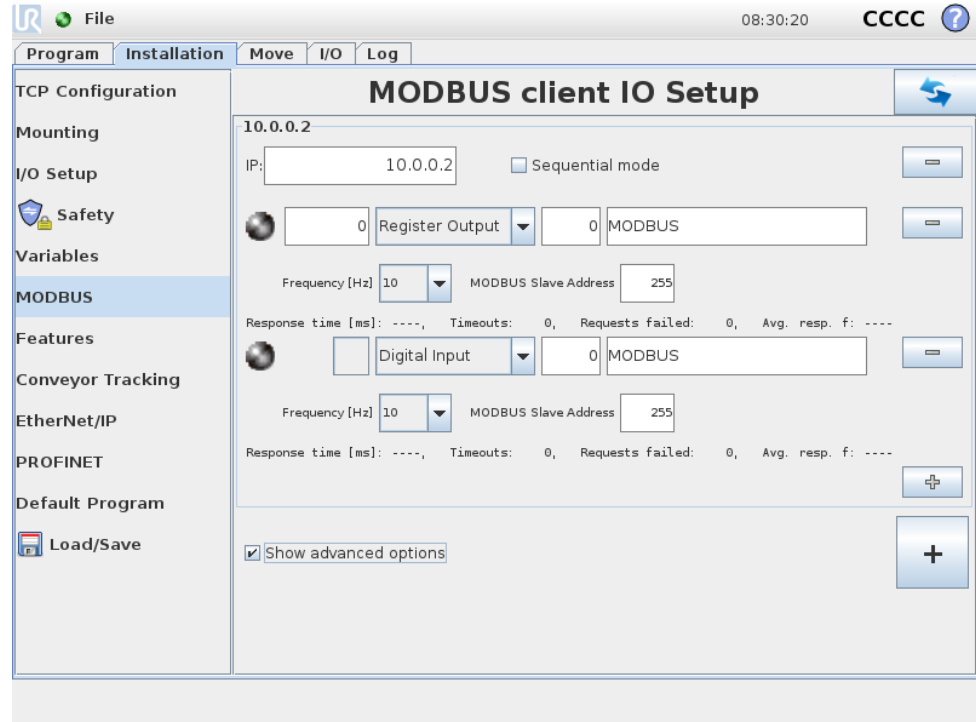 UR File 08:30:20 CCCC ?
Program Installation Move I/O Log
TCP Configuration
Mounting
I/O Setup
Safety
Variables
MODBUS
Features
Conveyor Tracking
EtherNet/IP
PROFINET
Default Program
Load/Save
MODBUS client IO Setup
10.0.0.2
IP: 10.0.0.2 Sequential mode
0 Register Output 0 MODBUS
Frequency [Hz] 10 MODBUS Slave Address 255
Response time [ms]: ----, Timeouts: 0, Requests failed: 0, Avg. resp. f: ----
Digital Input 0 MODBUS
Frequency [Hz] 10 MODBUS Slave Address 255
Response time [ms]: ----, Timeouts: 0, Requests failed: 0, Avg. resp. f: ----
Show advanced options